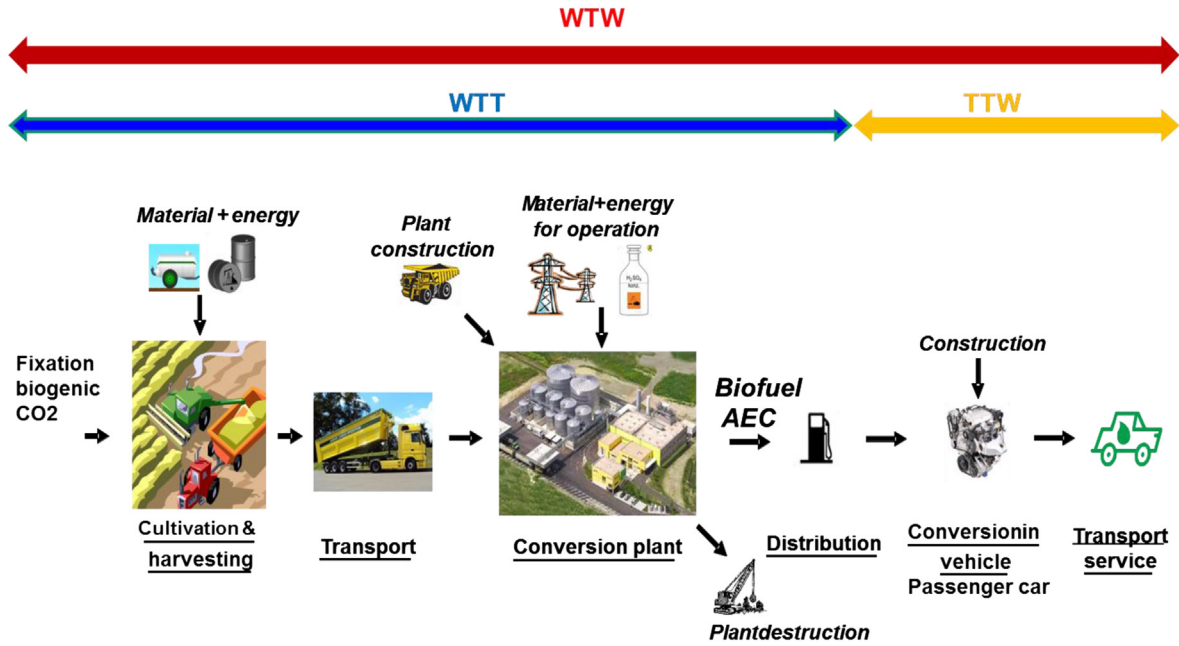 WTW
WTT
TTW
Material + energy
Plant
construction
Material+energy
for operation
H₂SO₄
Fixation
biogenic
CO2
Construction
Biofuel
AEC
Cultivation &
harvesting
Transport
Conversion plant
Distribution
Conversionin
vehicle
Passenger car
Transport
service
Plantdestruction